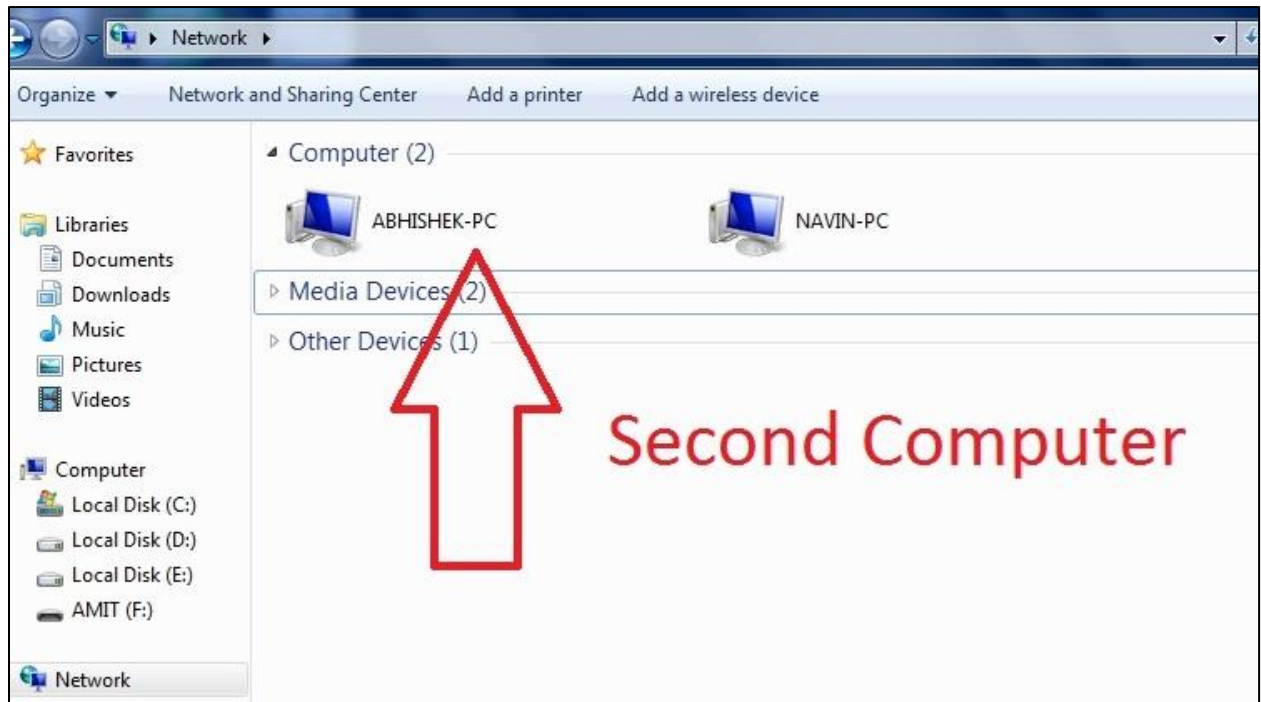 Network
Organize Network and Sharing Center Add a printer Add a wireless device
Favorites
Libraries
Documents
Downloads
Music
Pictures
Videos
Computer
Local Disk (C:)
Local Disk (D:)
Local Disk (E:)
AMIT (F:)
Network
Computer (2)
ABHISHEK-PC NAVIN-PC
Media Devices (2)
Other Devices (1)
Second Computer